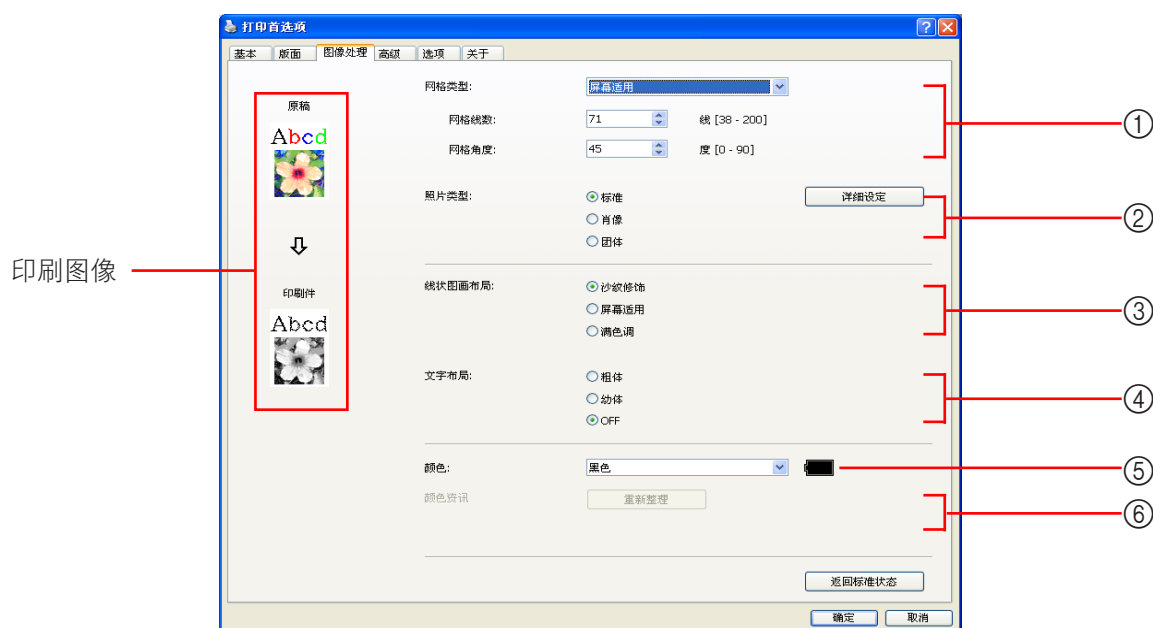 打印首选项
基本 版面 图像处理 高级 选项 关于
网格类型: 屏幕适用
原稿
Abcd
网格线数: 71 线 [38 - 200]
网格角度: 45 度 [0 - 90]
①
照片类型: 标准 详细设定
肖像
团体
②
印刷图像
印刷件
Abcd
线状图画布局: 沙纹修饰
屏幕适用
满色调
③
文字布局: 粗体
幼体
OFF
④
颜色: 黑色
⑤
颜色资讯 重新整理
⑥
返回标准状态
确定 取消